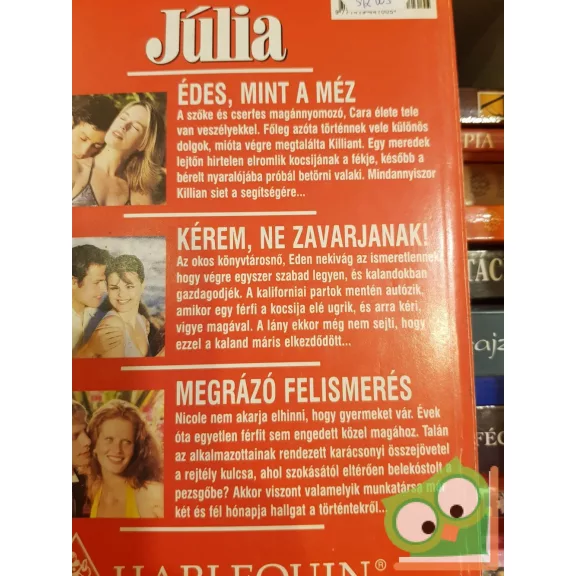 Júlia
ÉDES, MINT A MÉZ
A szőke és cserfes magánnyomozó, Cara élete tele
van veszélyekkel. Főleg azóta történnek vele különös
dolgok, mióta végre megtalálta Killiant. Egy meredek
lejtőn hirtelen elromlik kocsijának a fékje, később a
bérelt nyaralójába próbál betörni valaki. Mindannyiszor
Killian siet a segítségére...
KÉREM, NE ZAVARJANAK!
Az okos könyvtárosnő, Eden nekivág az ismeretlennek,
hogy végre egyszer szabad legyen, és kalandokban
gazdagodjék. A kaliforniai partok mentén autózik,
amikor egy férfi a kocsija elé ugrik, és arra kéri,
vigye magával. A lány ekkor még nem sejti, hogy
ezzel a kaland máris elkezdődött...
MEGRÁZÓ FELISMERÉS
Nicole nem akarja elhinni, hogy gyermeket vár. Évek
óta egyetlen férfit sem engedett közel magához. Talán
az alkalmazottainak rendezett karácsonyi összejövetel
a rejtély kulcsa, ahol szokásától eltérően belekóstolt a
pezsgőbe? Akkor viszont valamelyik munkatársa már
két és fél hónapja hallgat a történtekről...
HARLEQUIN®
PIA
TÁC
ajz
FÉC